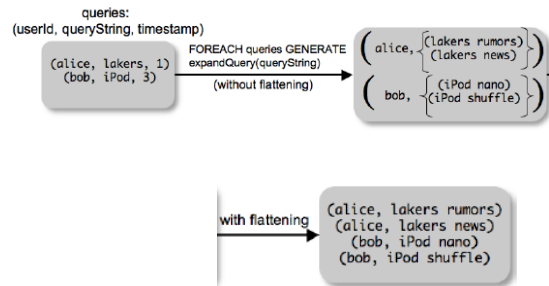 queries:
(userId, queryString, timestamp)
(alice, lakers, 1)
(bob, iPod, 3)
FOREACH queries GENERATE
expandQuery(queryString)
(without flattening)
(alice, {(lakers rumors)
(lakers news)})
(bob, {(iPod nano)
(iPod shuffle)})
with flattening
(alice, lakers rumors)
(alice, lakers news)
(bob, iPod nano)
(bob, iPod shuffle)